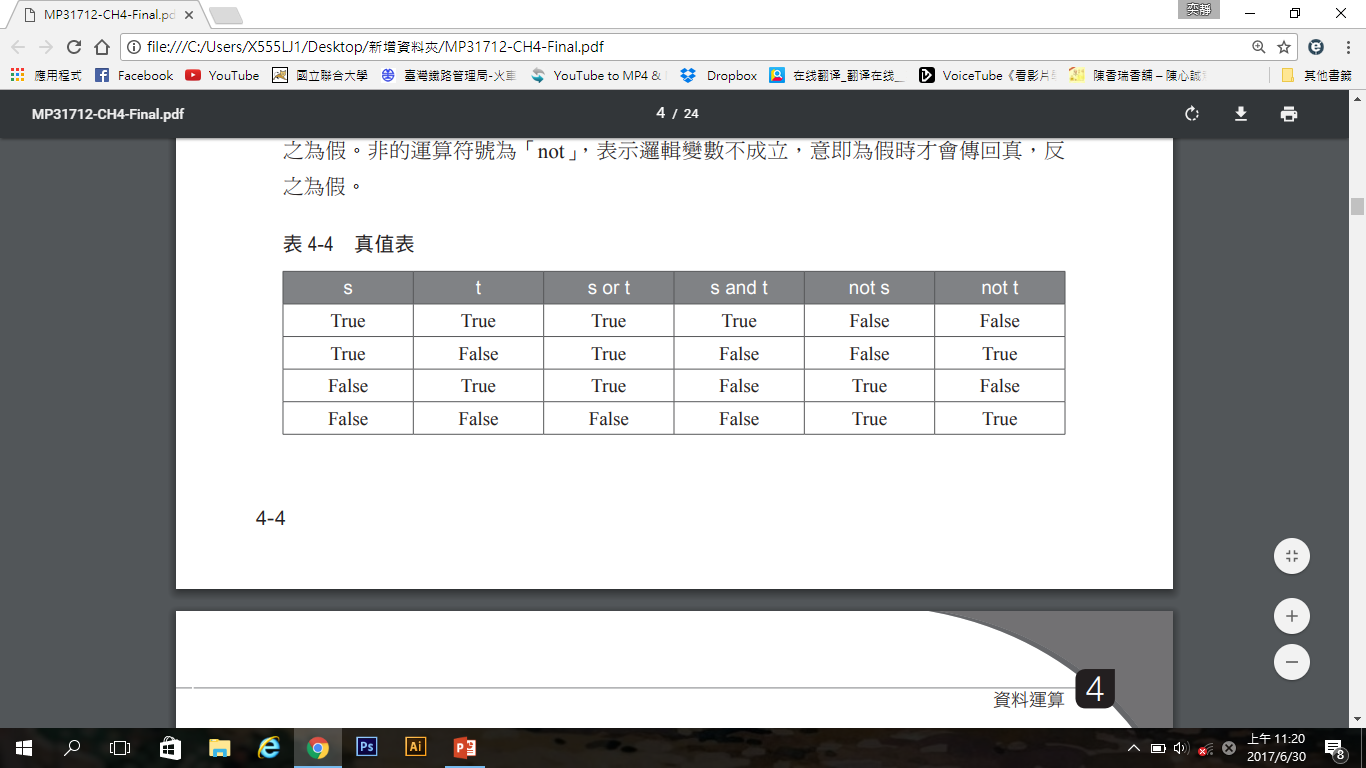 MP31712-CH4-Final.pd
奕靜
file:///C:/Users/X555LJ1/Desktop/新增資料夾/MP31712-CH4-Final.pdf
應用程式 Facebook YouTube 國立聯合大學 臺灣鐵路管理局-火車 YouTube to MP4 & Dropbox 在线翻译_翻译在线_ VoiceTube《看影片 陳香瑞香舖 – 陳心誠 其他書籤
MP31712-CH4-Final.pdf 4 / 24
之為假。非的運算符號為「not」，表示邏輯變數不成立，意即為假時才會傳回真，反
之為假。
表 4-4 真值表
s t s or t s and t not s not t
True True True True False False
True False True False False True
False True True False True False
False False False False True True
4-4
資料運算 4
Ps Ai
上午 11:20
2017/6/30
8